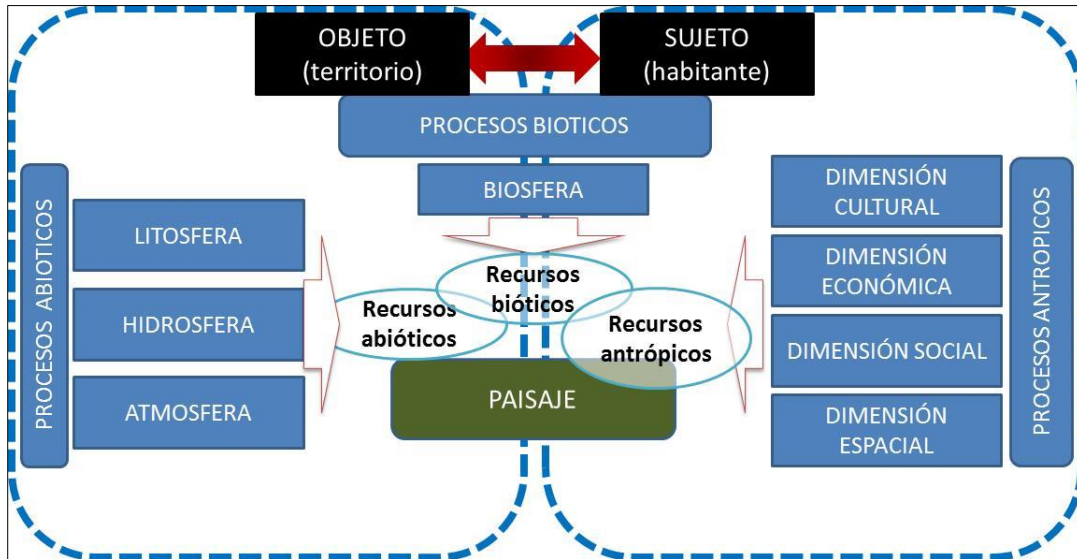 OBJETO
(territorio)
SUJETO
(habitante)
PROCESOS BIOTICOS
BIOSFERA
PROCESOS ABIOTICOS
LITOSFERA
HIDROSFERA
ATMOSFERA
Recursos
bióticos
Recursos
abióticos
Recursos
antrópicos
PAISAJE
DIMENSIÓN
CULTURAL
DIMENSIÓN
ECONÓMICA
DIMENSIÓN SOCIAL
DIMENSIÓN
ESPACIAL
PROCESOS ANTROPICOS